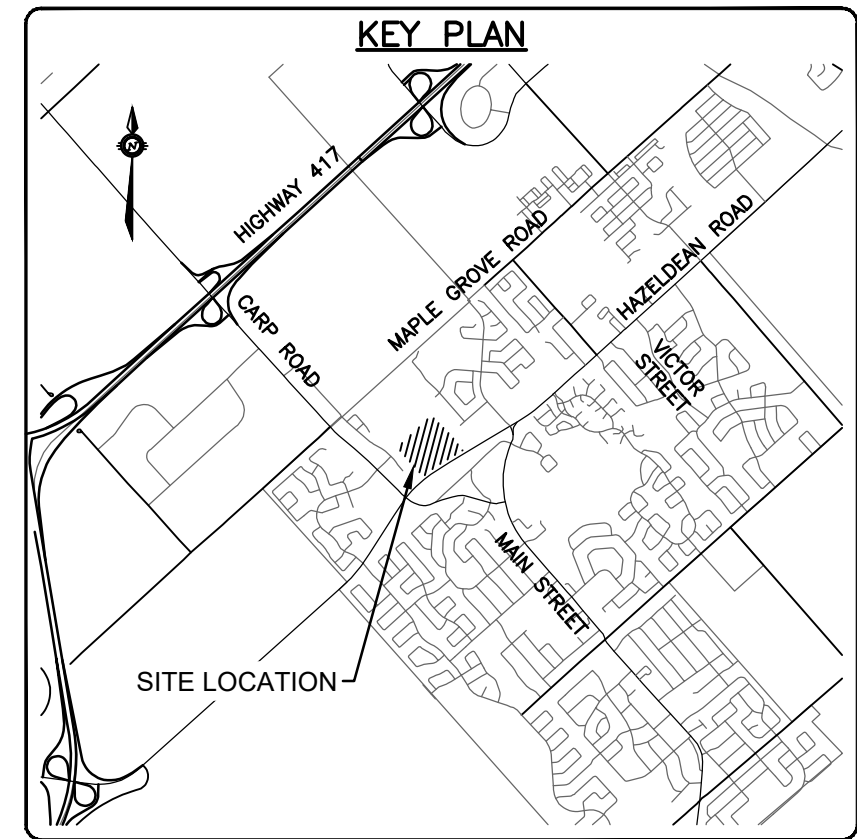 KEY PLAN
N
HIGHWAY 417
CARP ROAD
MAPLE GROVE ROAD
HAZELDEAN ROAD
VICTOR
STREET
MAIN STREET
SITE LOCATION